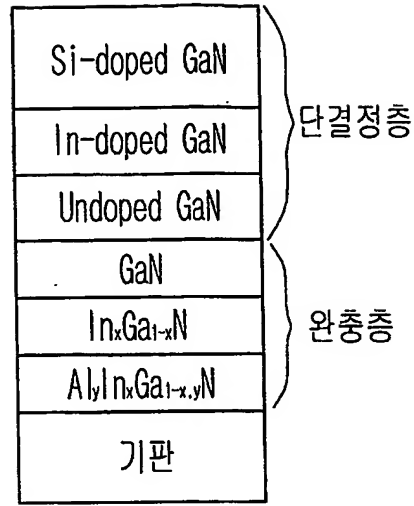 Si-doped GaN
In-doped GaN
단결정층
Undoped GaN
GaN
InxGa1-xN
완충층
AlyInxGa1-x,yN
기판